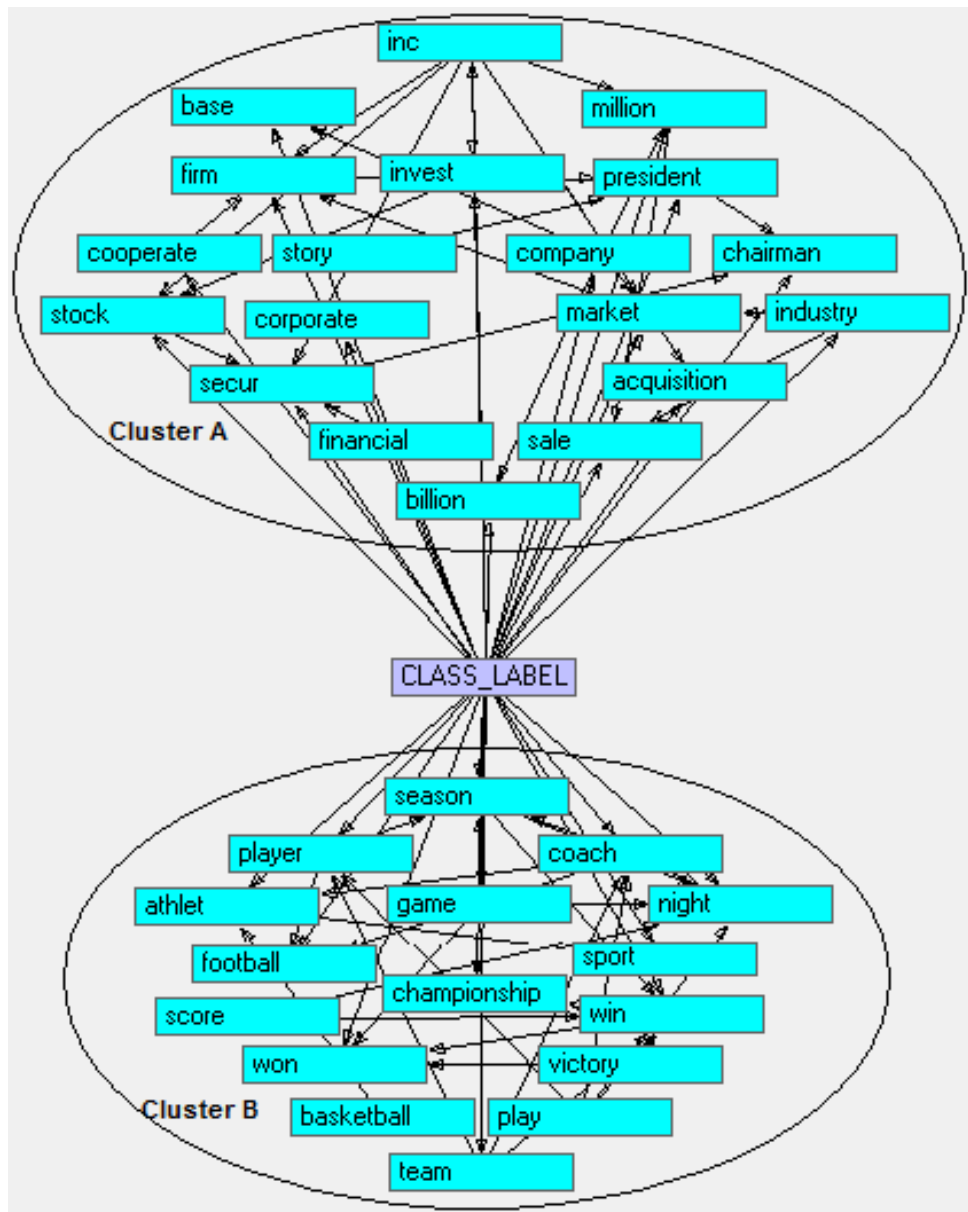 inc
base
million
firm
invest
president
cooperate
story
company
chairman
stock
corporate
market
industry
secur
acquisition
Cluster A
financial
sale
billion
CLASS_LABEL
season
player
coach
athlet
game
night
football
sport
championship
score
win
won
victory
Cluster B
basketball
play
team